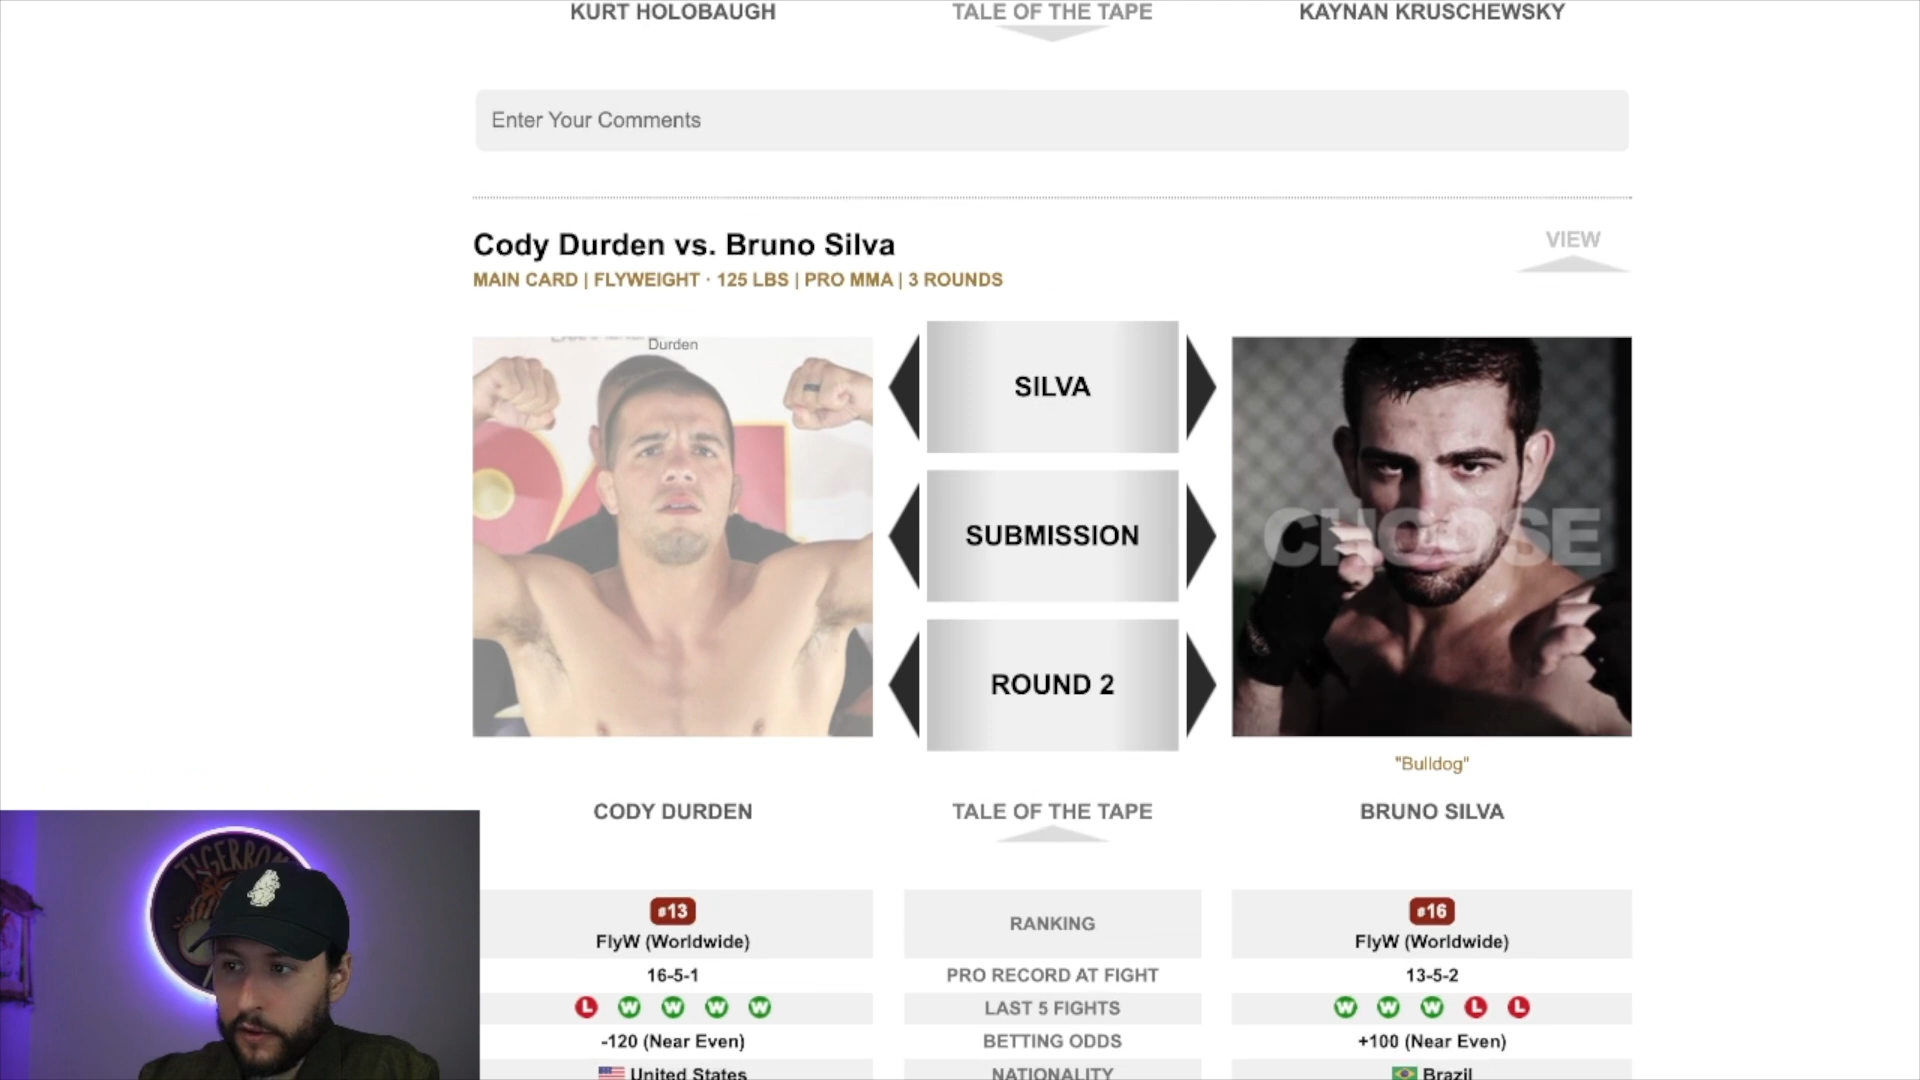 KURT HOLOBAUGH
TALE OF THE TAPE
KAYNAN KRUSCHEWSKY
Enter Your Comments
Cody Durden vs. Bruno Silva
VIEW
MAIN CARD | FLYWEIGHT · 125 LBS | PRO MMA | 3 ROUNDS
Durden
SILVA
SUBMISSION
CHOOSE
ROUND 2
"Bulldog"
CODY DURDEN
TALE OF THE TAPE
BRUNO SILVA
#13
FlyW (Worldwide)
RANKING
#16
FlyW (Worldwide)
16-5-1
PRO RECORD AT FIGHT
13-5-2
L W W W W
LAST 5 FIGHTS
W W W L L
-120 (Near Even)
BETTING ODDS
+100 (Near Even)
United States
NATIONALITY
Brazil